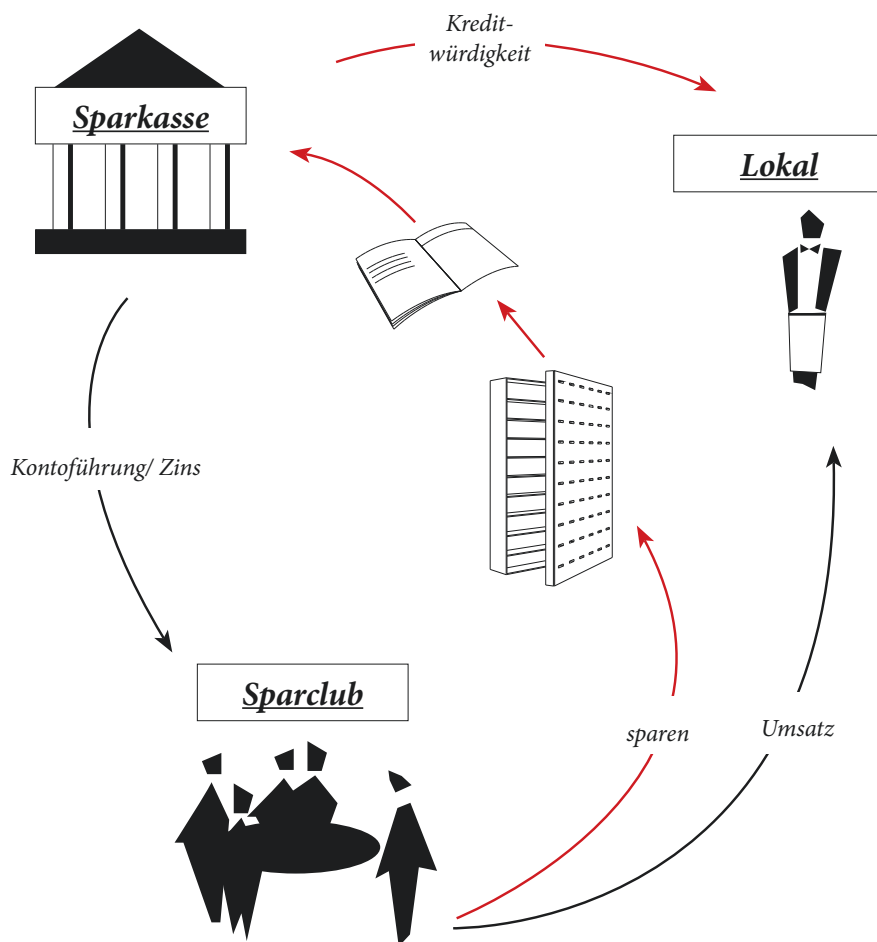 Kredit-
würdigkeit
Sparkasse
Lokal
Kontoführung/ Zins
Sparclub
sparen
Umsatz